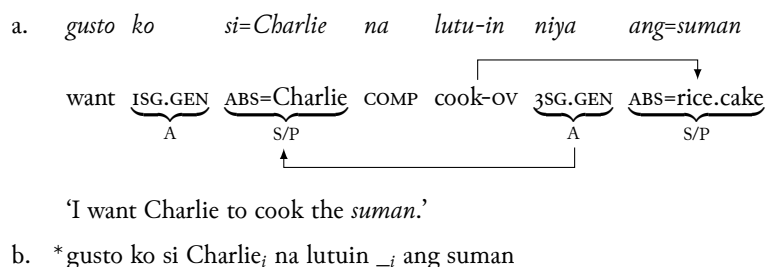 a. gusto ko si=Charlie na lutu-in niya ang=suman
want 1SG.GEN ABS=Charlie COMP cook-OV 3SG.GEN ABS=rice.cake
A S/P A S/P
‘I want Charlie to cook the suman.’
b. *gusto ko si Charlieᵢ na lutuin _ᵢ ang suman